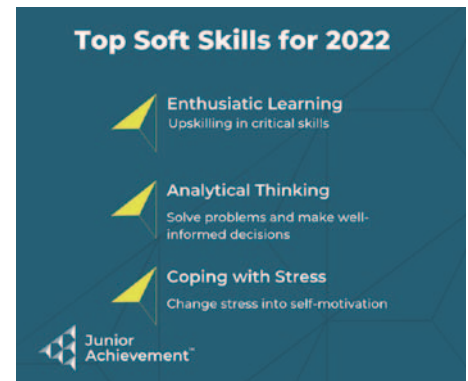 Top Soft Skills for 2022
Enthusiatic Learning
Upskilling in critical skills
Analytical Thinking
Solve problems and make well-
informed decisions
Coping with Stress
Change stress into self-motivation
Junior
Achievement™